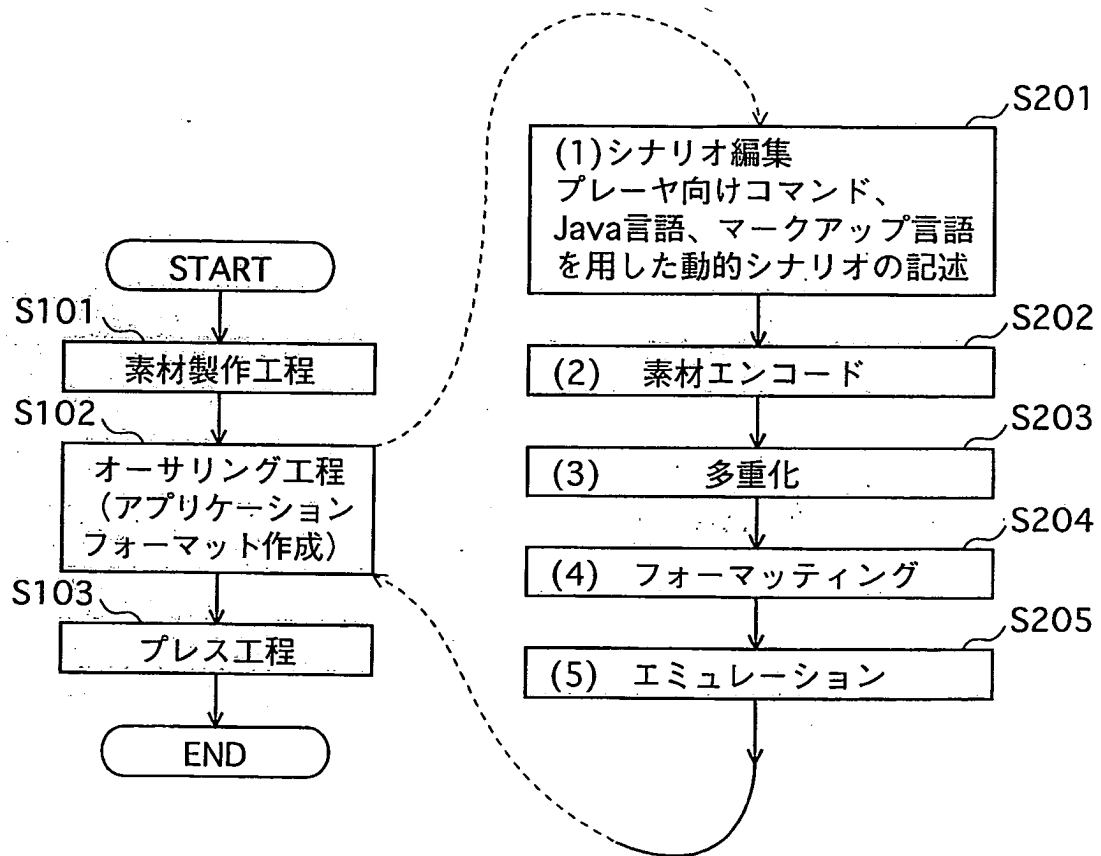 START
S101
素材製作工程
S102
オーサリング工程
（アプリケーション
フォーマット作成）
S103
プレス工程
END
S201
(1)シナリオ編集
プレーヤ向けコマンド、
Java言語、マークアップ言語
を用した動的シナリオの記述
S202
(2) 素材エンコード
S203
(3) 多重化
S204
(4) フォーマッティング
S205
(5) エミュレーション